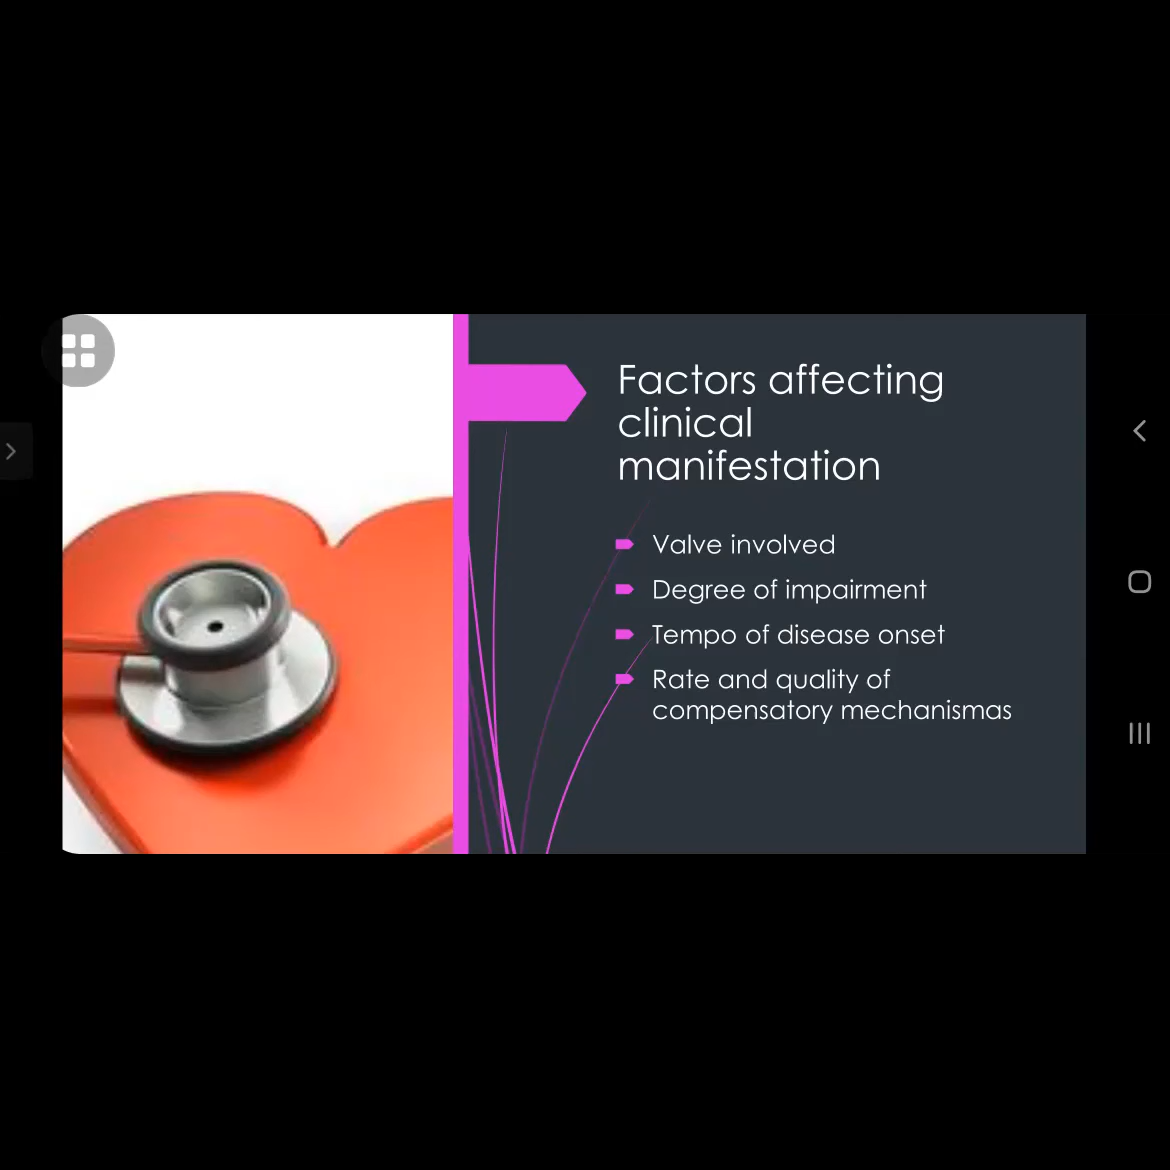 Factors affecting
clinical
manifestation
Valve involved
Degree of impairment
Tempo of disease onset
Rate and quality of
compensatory mechanismas